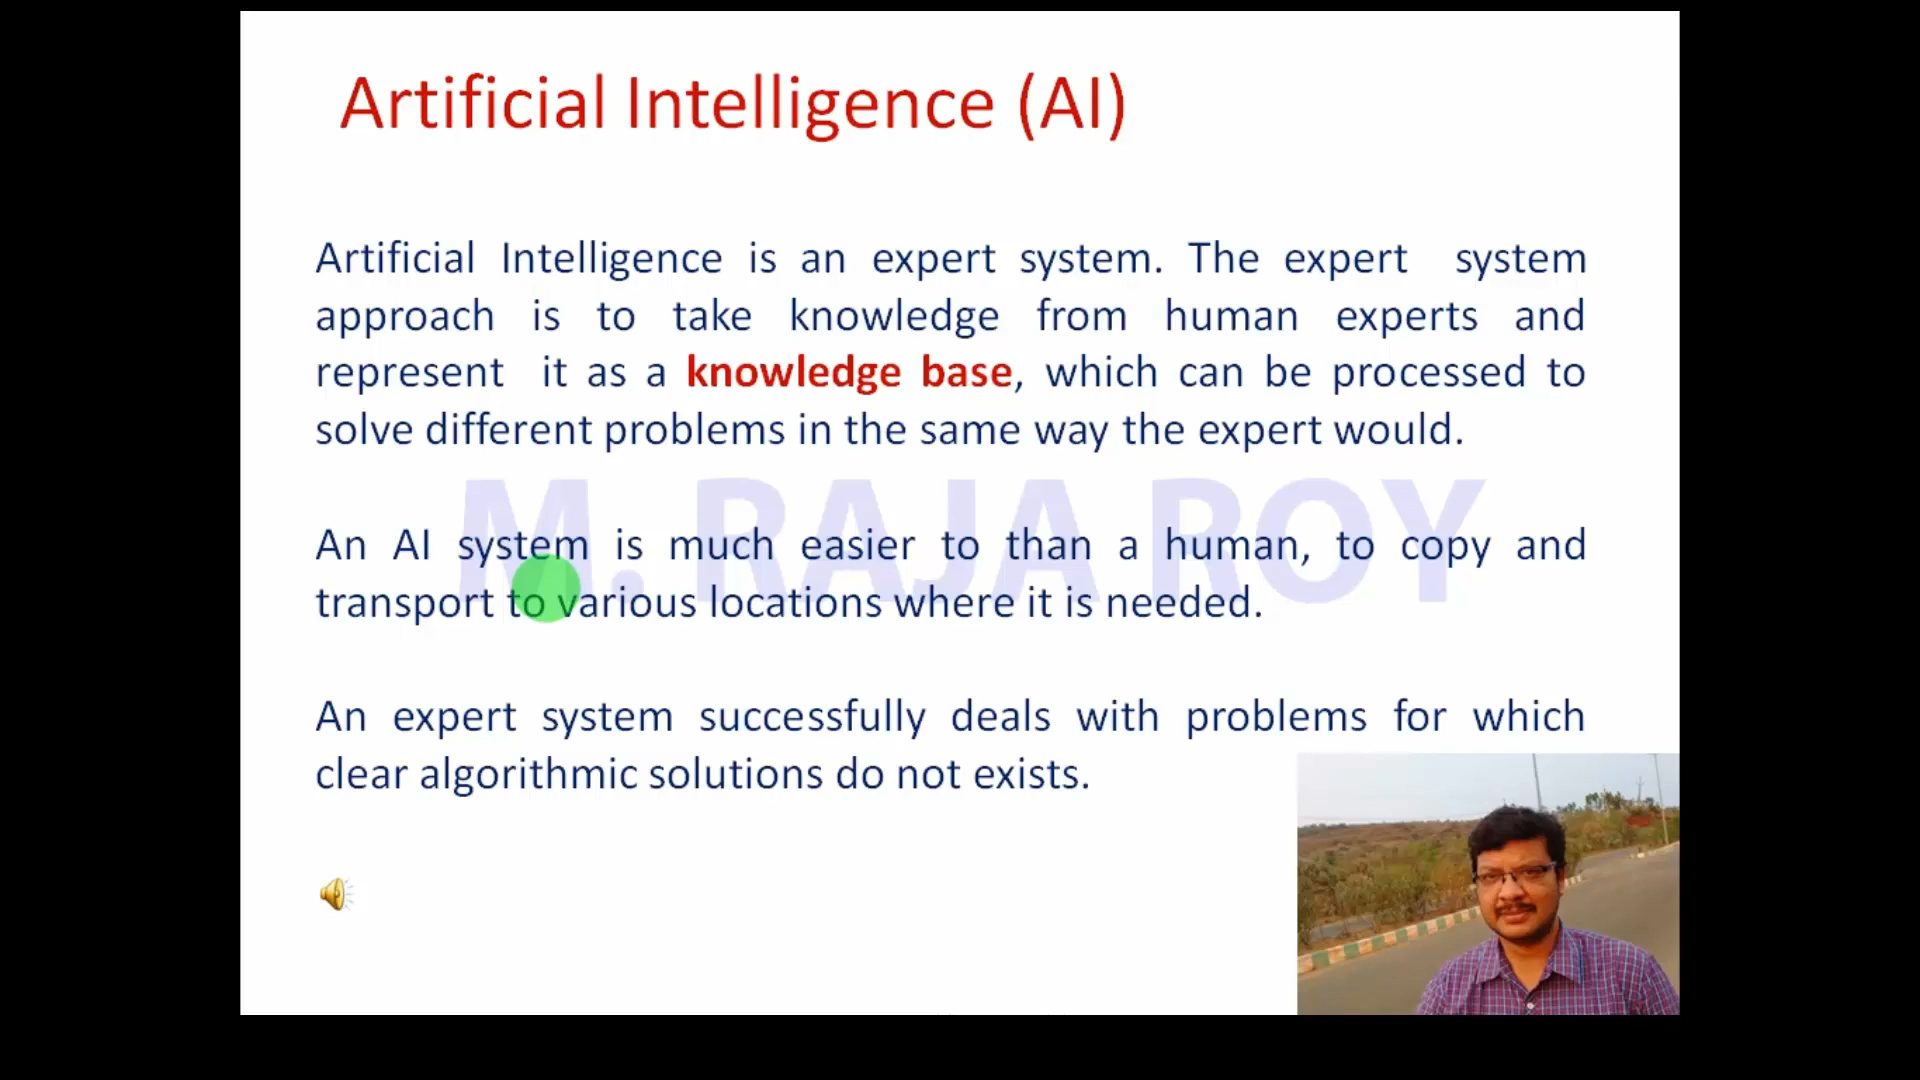 Artificial Intelligence (AI)
Artificial Intelligence is an expert system. The expert system
approach is to take knowledge from human experts and
represent it as a knowledge base, which can be processed to
solve different problems in the same way the expert would.
M. RAJA ROY
An AI system is much easier to than a human, to copy and
transport to various locations where it is needed.
An expert system successfully deals with problems for which
clear algorithmic solutions do not exists.